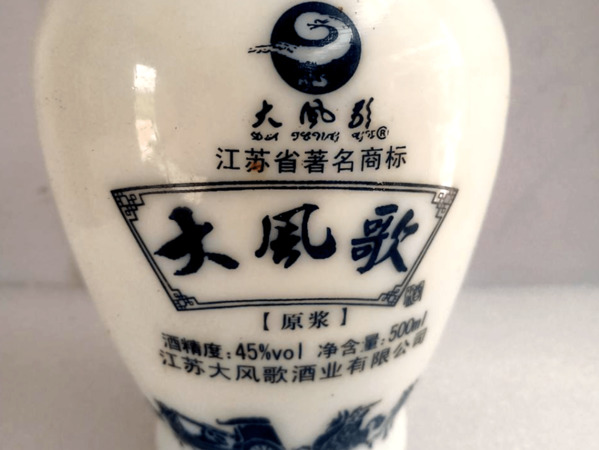 大風歌
®
江苏省著名商标
大風歌
【原浆】
酒精度:45%vol 净含量:500ml
江苏大风歌酒业有限公司